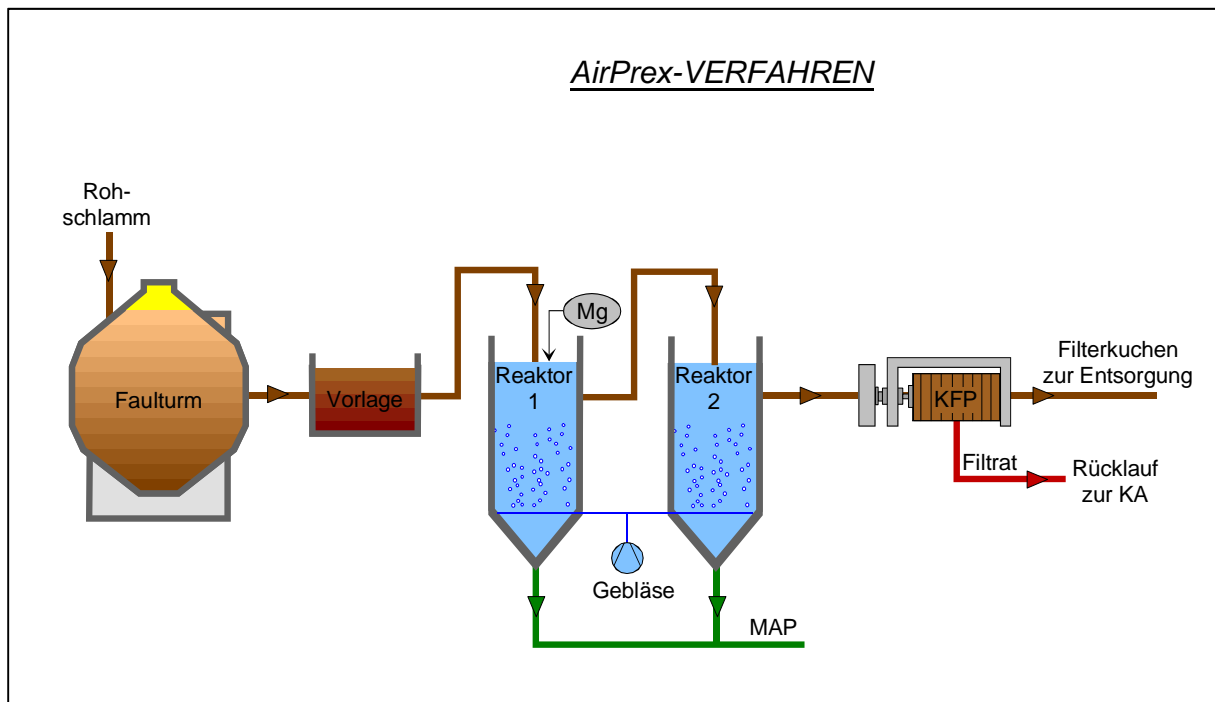 AirPrex-VERFAHREN
Roh-
schlamm
Mg
Faulturm
Vorlage
Reaktor
1
Reaktor
2
KFP
Filterkuchen
zur Entsorgung
Filtrat
Rücklauf
zur KA
Gebläse
MAP